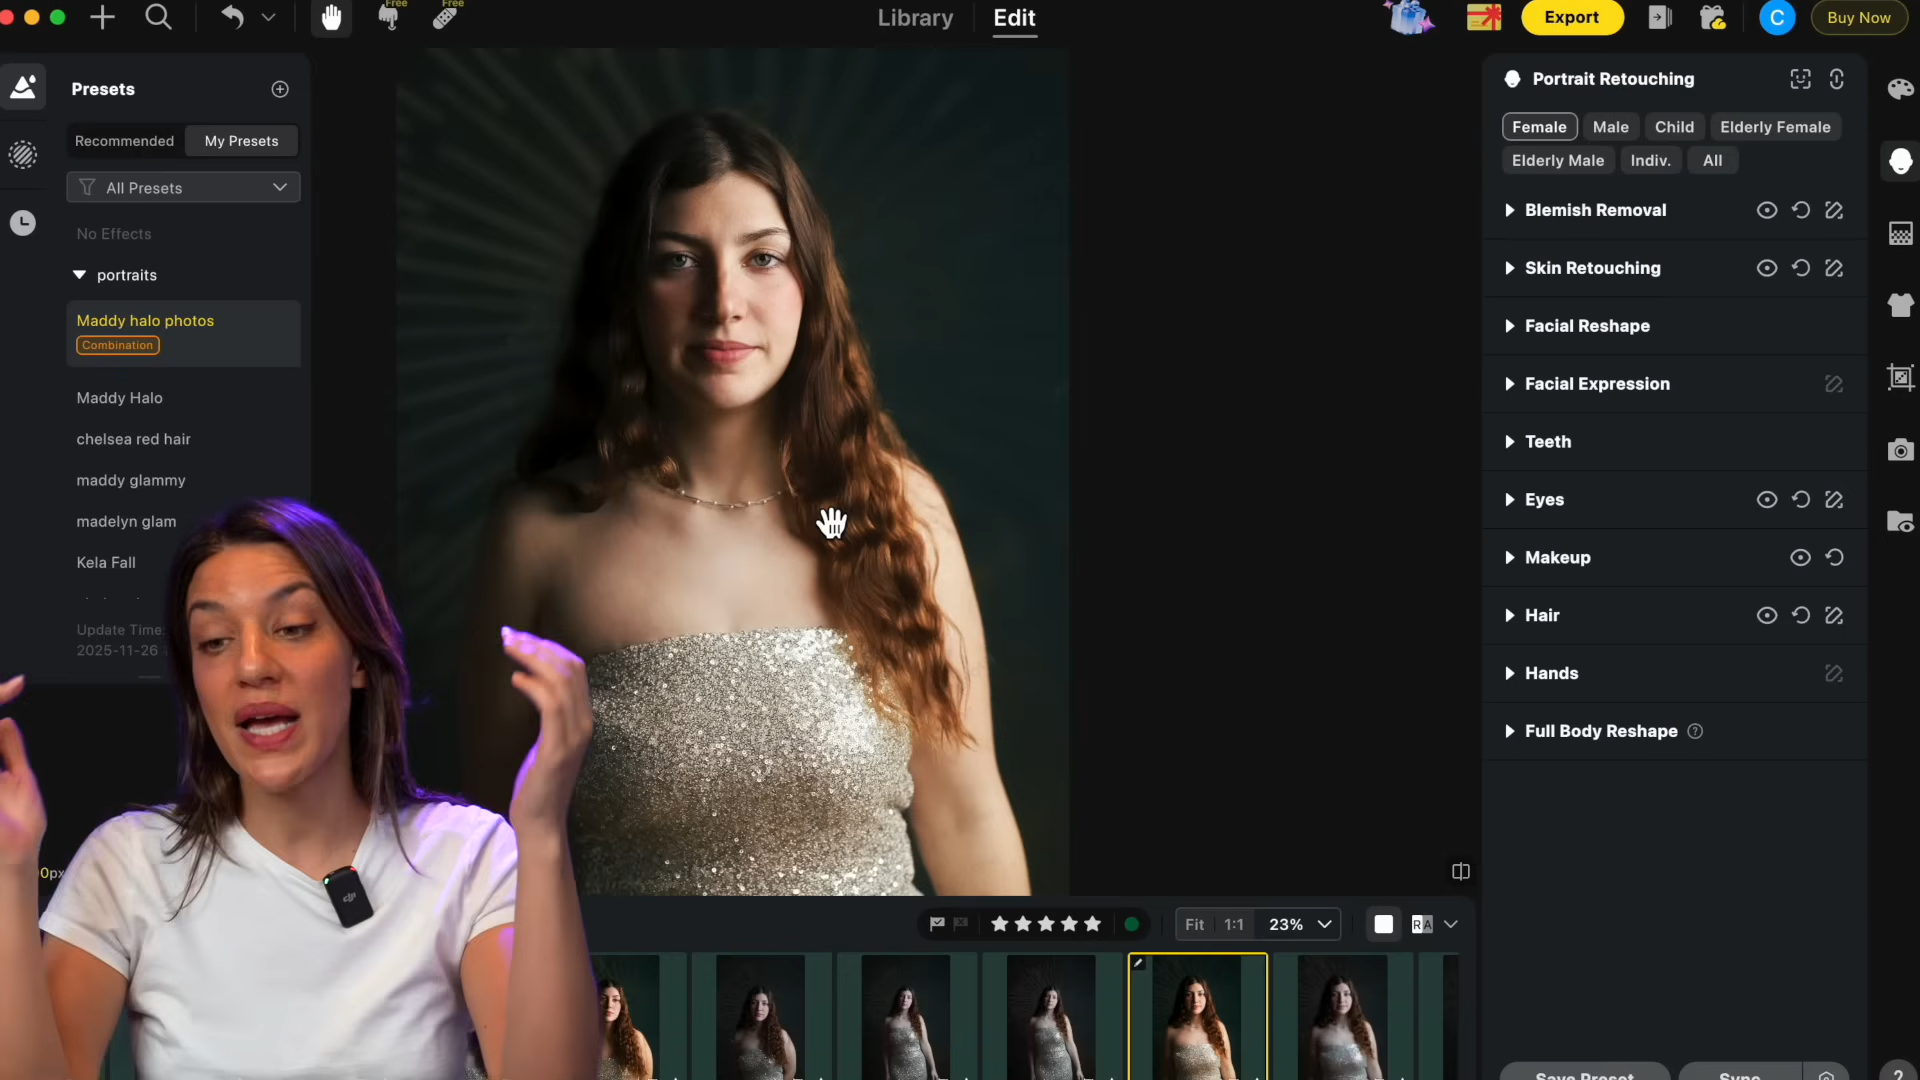 Free
Free
Library
Edit
Export
C
Buy Now
Presets
Recommended
My Presets
All Presets
No Effects
portraits
Maddy halo photos
Combination
Maddy Halo
chelsea red hair
maddy glammy
madelyn glam
Kela Fall
Update Time:
2025-11-26
0px
dji
Portrait Retouching
Female
Male
Child
Elderly Female
Elderly Male
Indiv.
All
Blemish Removal
Skin Retouching
Facial Reshape
Facial Expression
Teeth
Eyes
Makeup
Hair
Hands
Full Body Reshape ?
Fit
1:1
23%
RA
Save Preset
Sync
?